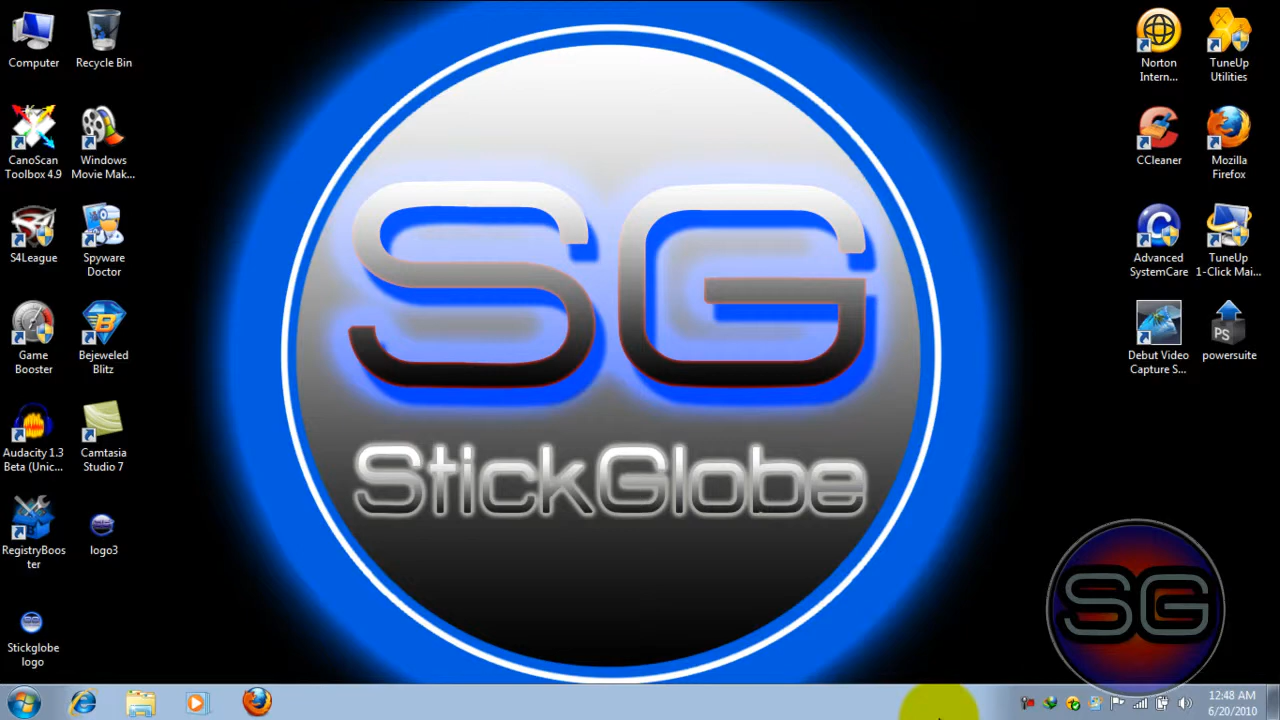 Computer
Recycle Bin
CanoScan
Toolbox 4.9
Windows
Movie Mak...
S4League
Spyware
Doctor
Game
Booster
Bejeweled
Blitz
Audacity 1.3
Beta (Unic...
Camtasia
Studio 7
RegistryBoos
ter
logo3
Stickglobe
logo
SG
StickGlobe
Norton
Intern...
TuneUp
Utilities
CCleaner
Mozilla
Firefox
Advanced
SystemCare
TuneUp
1-Click Mai...
PS
Debut Video
Capture S...
powersuite
SG
12:48 AM
6/20/2010